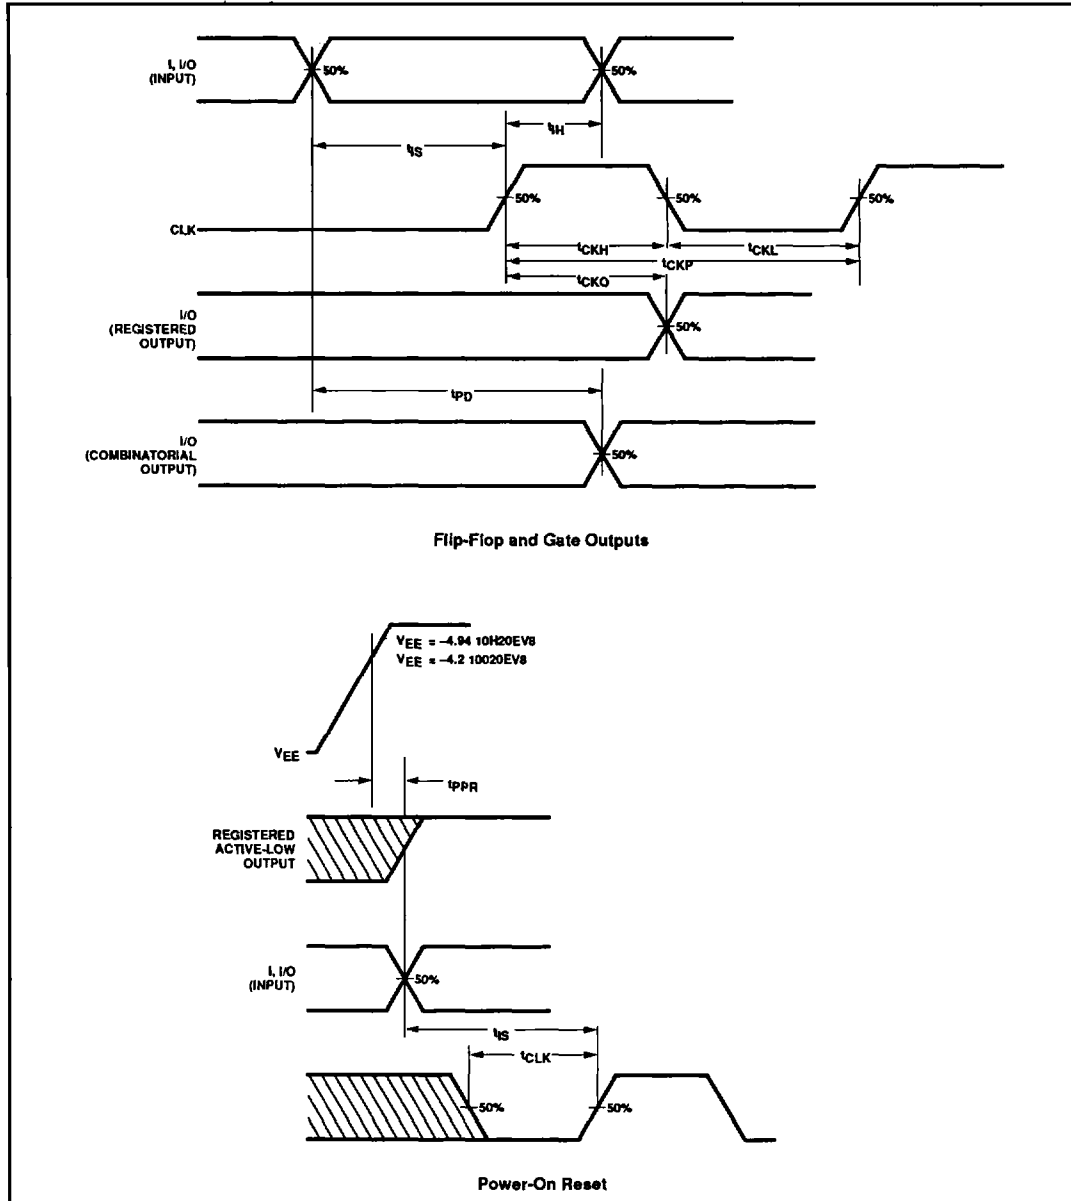 I, I/O
(INPUT)
50%
50%
tIH
tIS
50%
50%
50%
CLK
tCKH
tCKL
tCKP
tCKO
I/O
(REGISTERED
OUTPUT)
50%
tPD
I/O
(COMBINATORIAL
OUTPUT)
50%
Flip-Flop and Gate Outputs
VEE = –4.94 10H20EV8
VEE = –4.2 10020EV8
VEE
tPPR
REGISTERED
ACTIVE-LOW
OUTPUT
I, I/O
(INPUT)
50%
tIS
tCLK
50%
50%
Power-On Reset